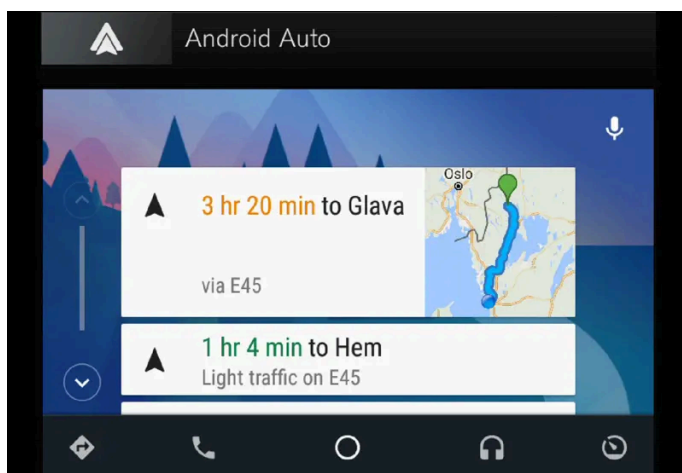 Android Auto
3 hr 20 min to Glava
via E45
Oslo
1 hr 4 min to Hem
Light traffic on E45